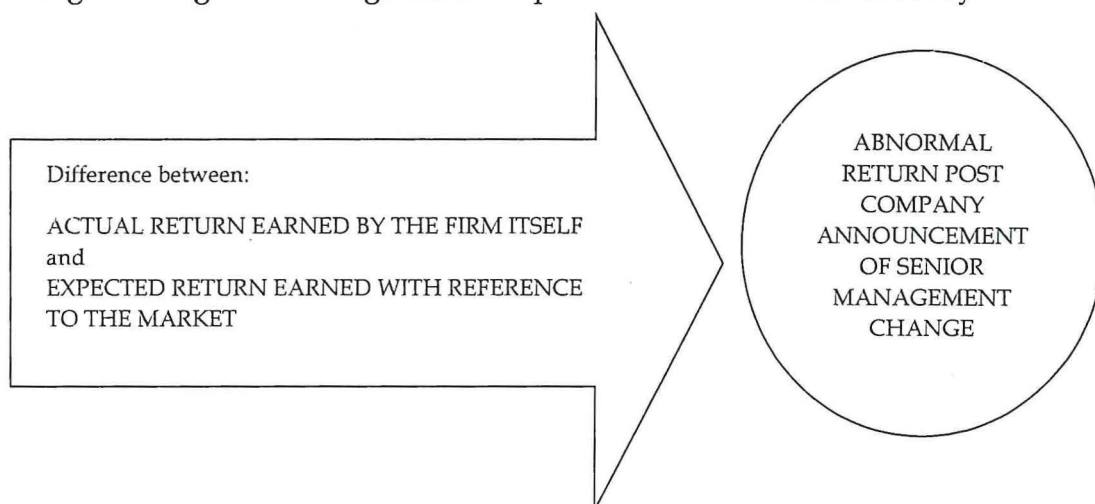 Difference between:
ACTUAL RETURN EARNED BY THE FIRM ITSELF
and
EXPECTED RETURN EARNED WITH REFERENCE
TO THE MARKET
ABNORMAL
RETURN POST
COMPANY
ANNOUNCEMENT
OF SENIOR
MANAGEMENT
CHANGE